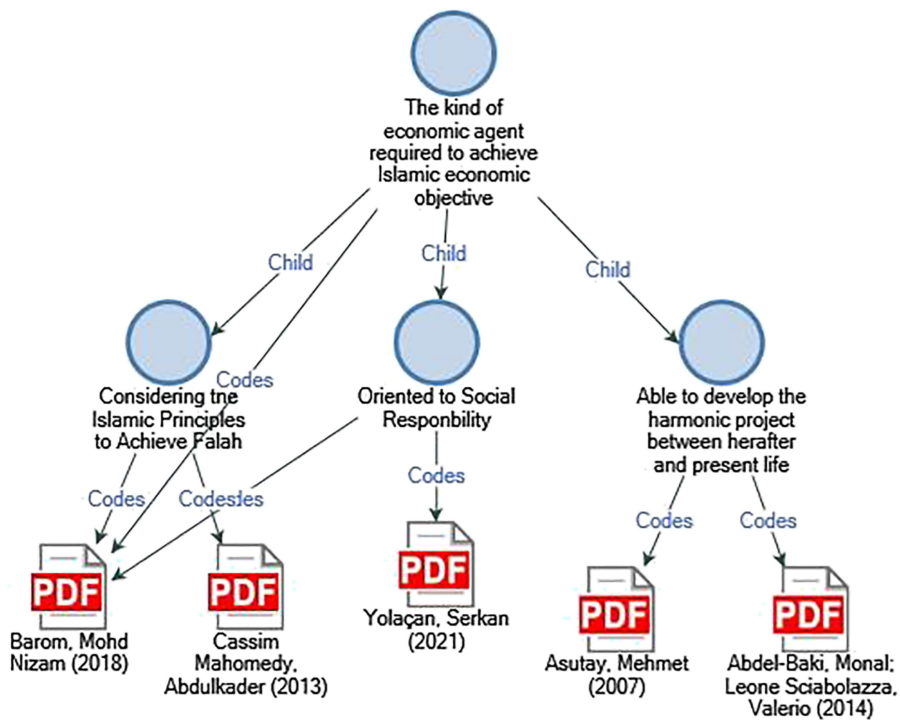 The kind of
economic agent
required to achieve
Islamic economic
objective
Child
Child
Child
Codes
Considering the
Islamic Principles
to Achieve Falah
Oriented to Social
Responbility
Able to develop the
harmonic project
between herafter
and present life
Codes
Codes
Codes
Codes
Codes
PDF
PDF
PDF
PDF
PDF
Barom, Mohd
Nizam (2018)
Cassim
Mahomedy,
Abdulkader (2013)
Yolaçan, Serkan
(2021)
Asutay, Mehmet
(2007)
Abdel-Baki, Monal;
Leone Sciabolazza,
Valerio (2014)